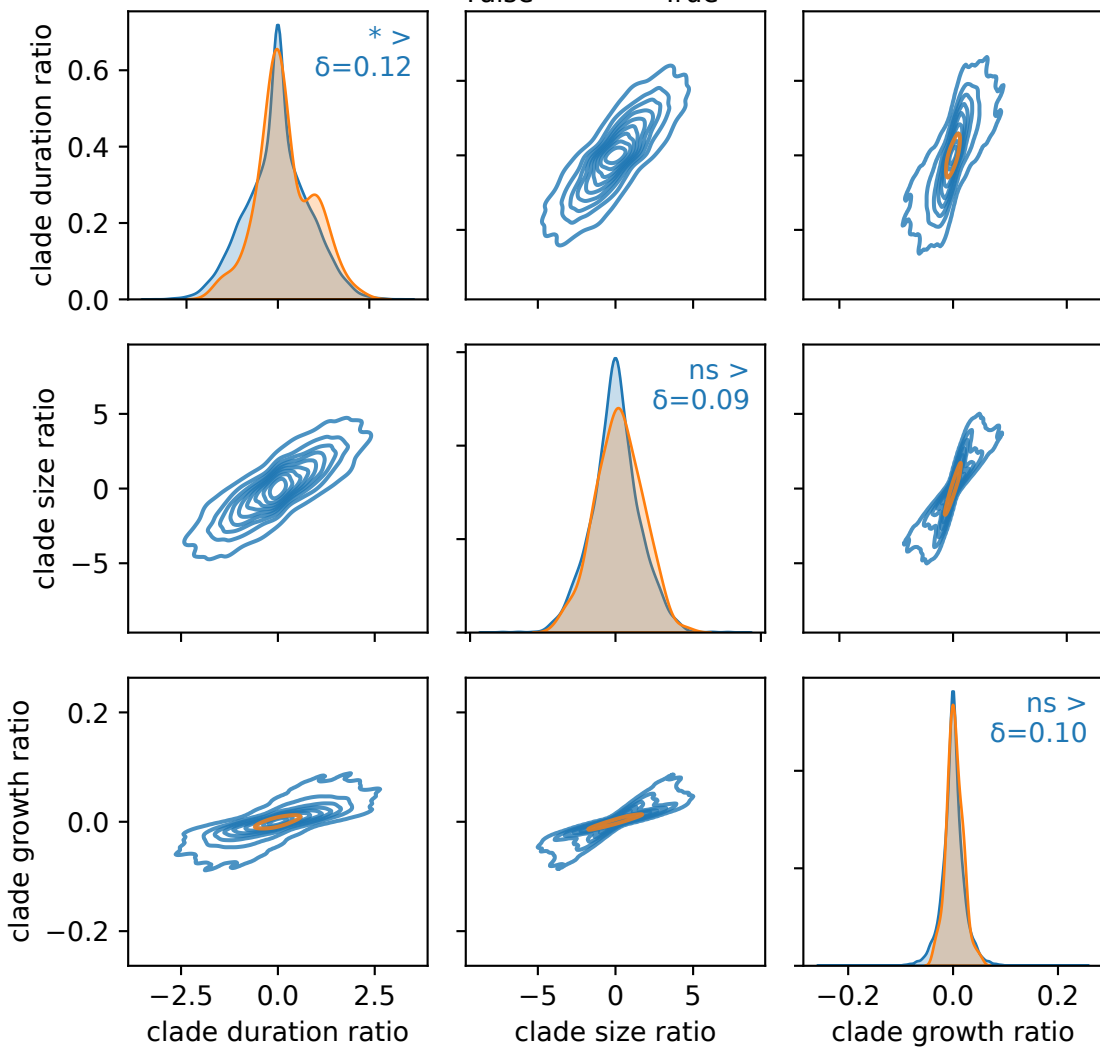 True
clade duration ratio
0.6
0.4
0.2
0.0
* >
δ=0.12
clade size ratio
5
0
−5
ns >
δ=0.09
clade growth ratio
0.2
0.0
−0.2
ns >
δ=0.10
−2.5 0.0 2.5
−5 0 5
−0.2 0.0 0.2
clade duration ratio
clade size ratio
clade growth ratio